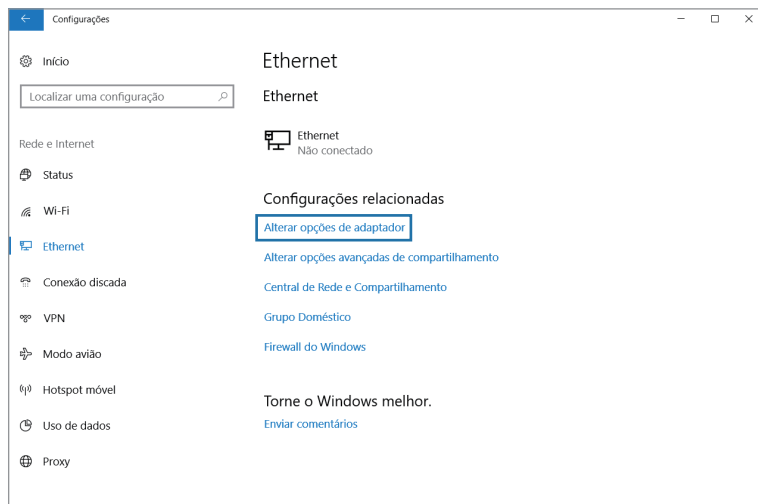 Configurações
Início
Localizar uma configuração
Rede e Internet
Status
Wi-Fi
Ethernet
Conexão discada
VPN
Modo avião
Hotspot móvel
Uso de dados
Proxy
Ethernet
Ethernet
Ethernet
Não conectado
Configurações relacionadas
Alterar opções de adaptador
Alterar opções avançadas de compartilhamento
Central de Rede e Compartilhamento
Grupo Doméstico
Firewall do Windows
Torne o Windows melhor.
Enviar comentários